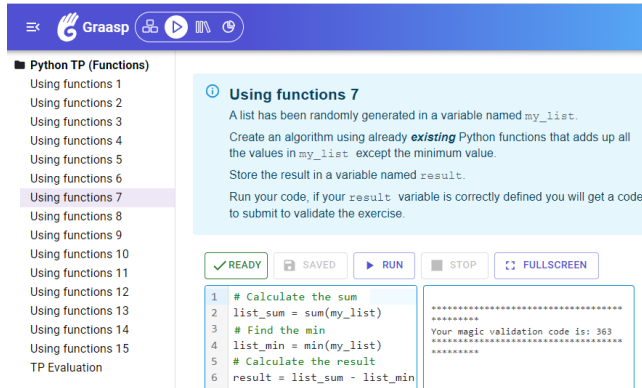 Graasp
Python TP (Functions)
Using functions 1
Using functions 2
Using functions 3
Using functions 4
Using functions 5
Using functions 6
Using functions 7
Using functions 8
Using functions 9
Using functions 10
Using functions 11
Using functions 12
Using functions 13
Using functions 14
Using functions 15
TP Evaluation
Using functions 7
A list has been randomly generated in a variable named my_list.
Create an algorithm using already existing Python functions that adds up all
the values in my_list except the minimum value.
Store the result in a variable named result.
Run your code, if your result variable is correctly defined you will get a code
to submit to validate the exercise.
READY SAVED RUN STOP FULLSCREEN
1 # Calculate the sum
2 list_sum = sum(my_list)
3 # Find the min
4 list_min = min(my_list)
5 # Calculate the result
6 result = list_sum - list_min
************************************
*********
Your magic validation code is: 363
************************************
*********